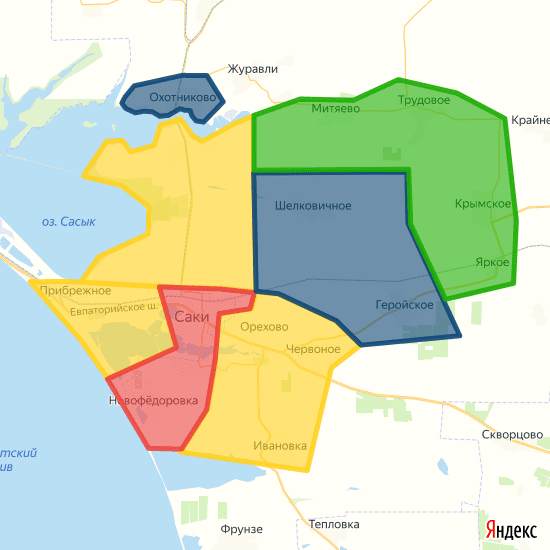 Журавли
Охотниково
Митяево
Трудовое
Крайне
Шелковичное
Крымское
оз. Сасык
Яркое
Прибрежное
Евпаторийское ш.
Саки
Геройское
Орехово
Червоное
Новофёдоровка
Скворцово
Ивановка
тский
ив
Фрунзе
Тепловка
Яндекс